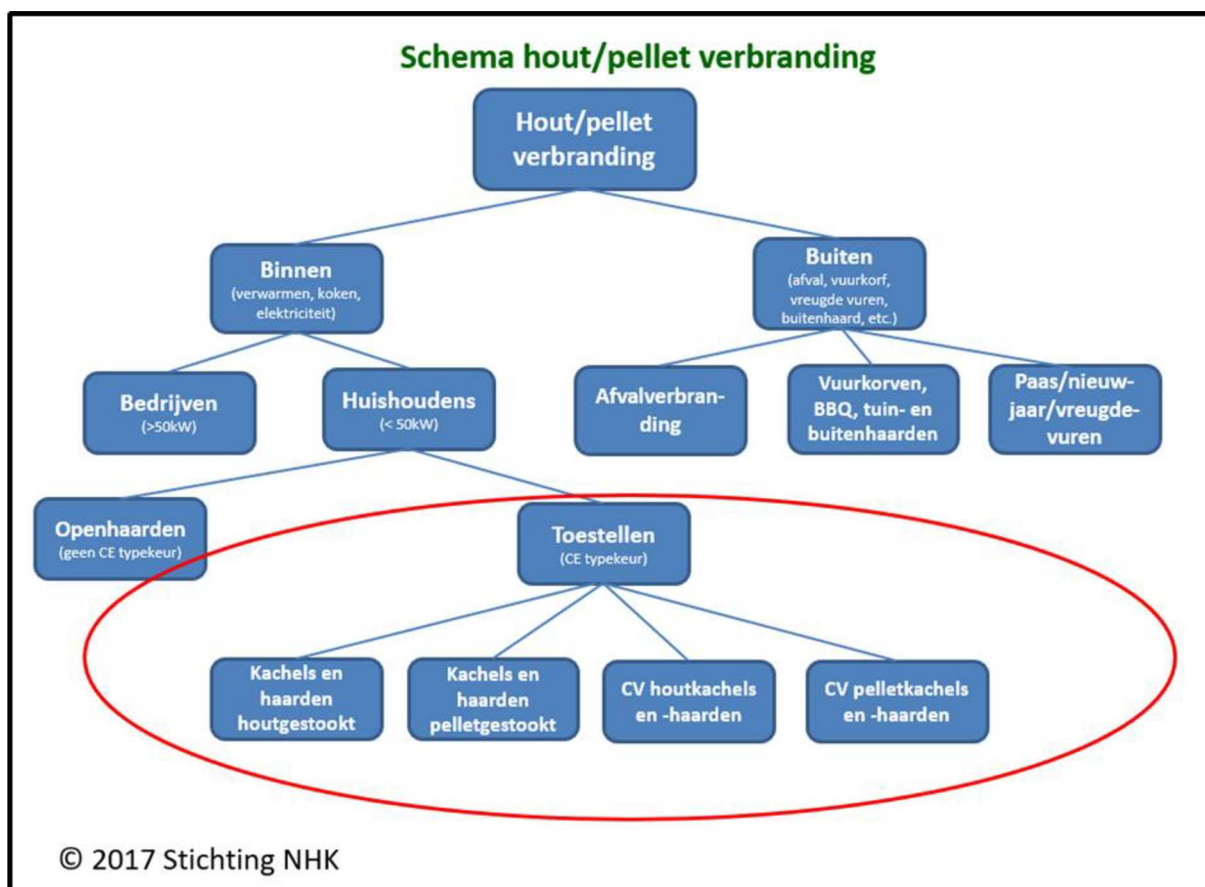 Schema hout/pellet verbranding
Hout/pellet
verbranding
Binnen
(verwarmen, koken,
elektriciteit)
Buiten
(afval, vuurkorf,
vreugde vuren,
buitenhaard, etc.)
Bedrijven
(>50kW)
Huishoudens
(< 50kW)
Afvalverbran-
ding
Vuurkorven,
BBQ, tuin- en
buitenhaarden
Paas/nieuw-
jaar/vreugde-
vuren
Openhaarden
(geen CE typekeur)
Toestellen
(CE typekeur)
Kachels en
haarden
houtgestookt
Kachels en
haarden
pelletgestookt
CV houtkachels
en -haarden
CV pelletkachels
en -haarden
© 2017 Stichting NHK